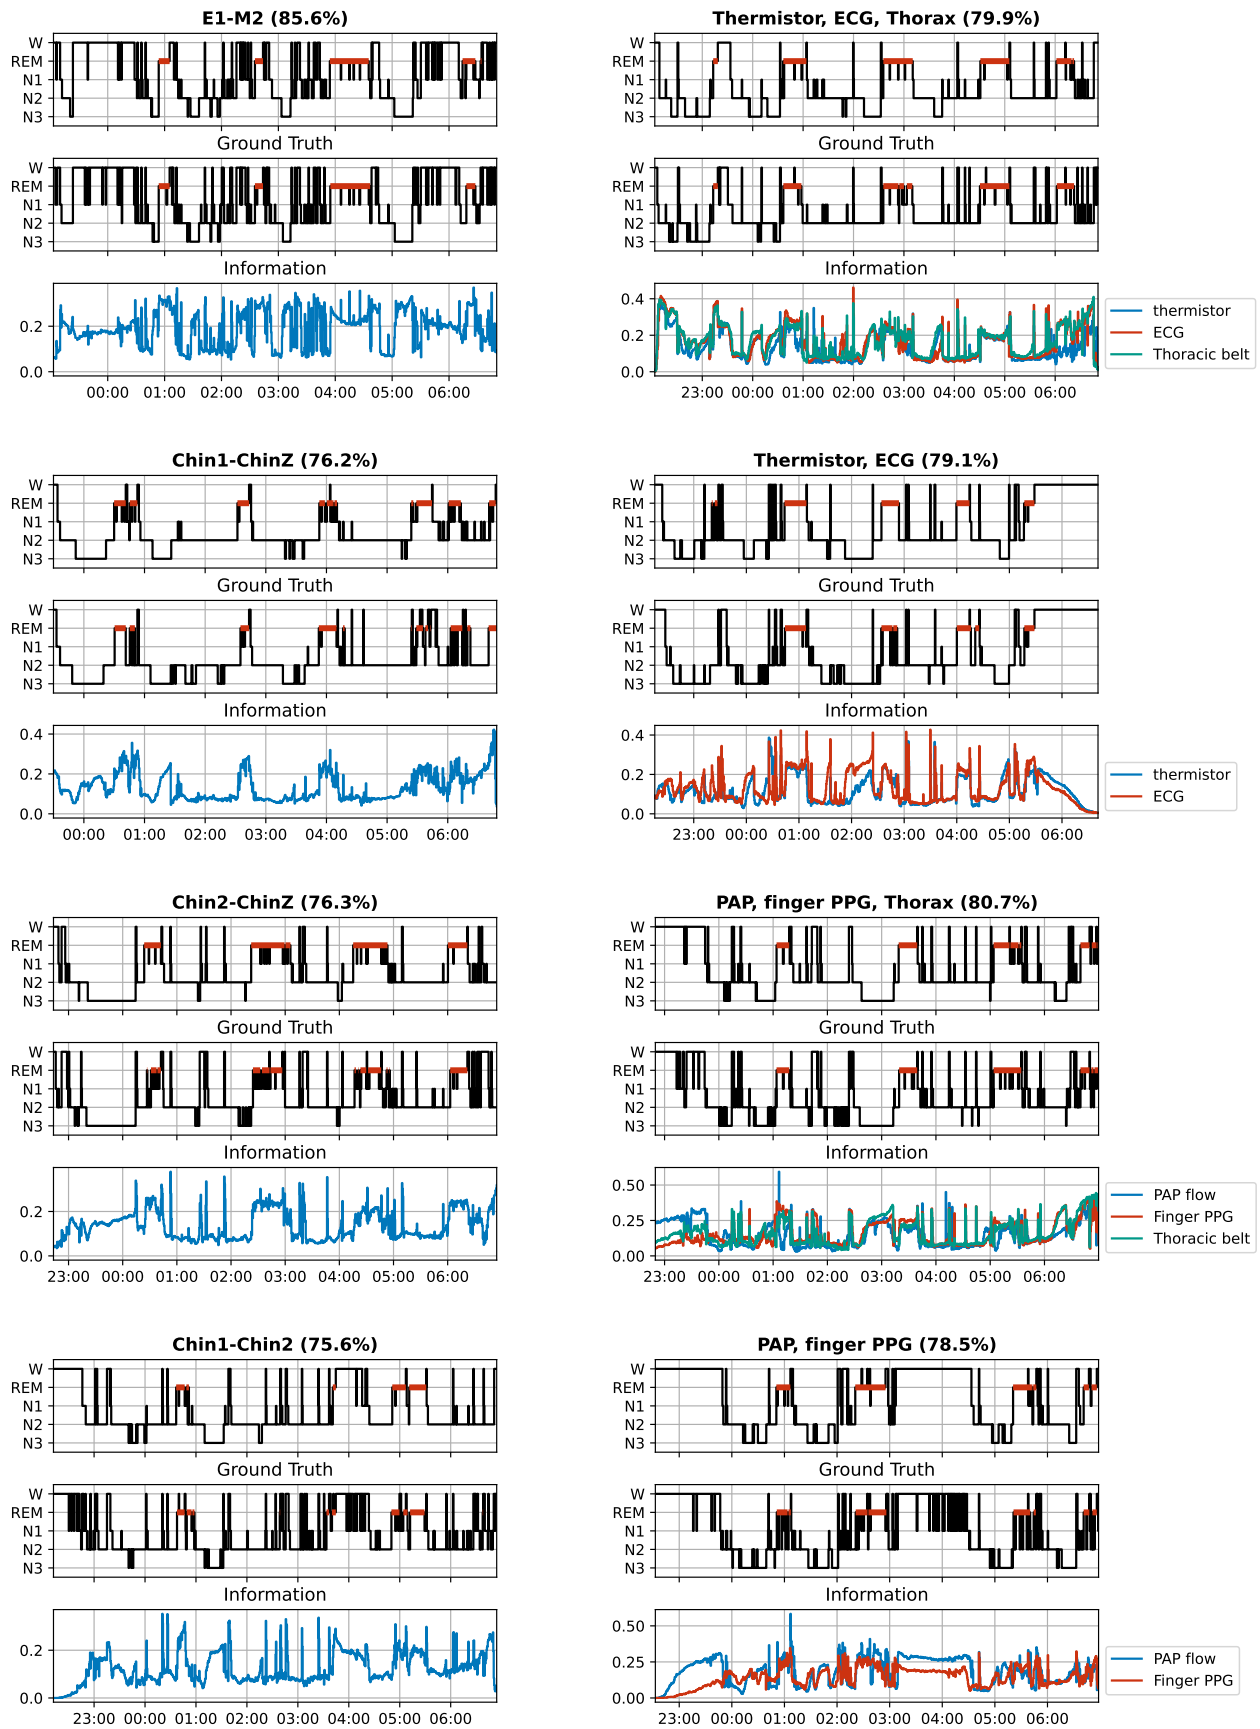 E1-M2 (85.6%)
W
REM
N1
N2
N3
Ground Truth
W
REM
N1
N2
N3
Information
0.2
0.0
00:00 01:00 02:00 03:00 04:00 05:00 06:00
Thermistor, ECG, Thorax (79.9%)
W
REM
N1
N2
N3
Ground Truth
W
REM
N1
N2
N3
Information
0.4
0.2
0.0
23:00 00:00 01:00 02:00 03:00 04:00 05:00 06:00
thermistor
ECG
Thoracic belt
Chin1-ChinZ (76.2%)
W
REM
N1
N2
N3
Ground Truth
W
REM
N1
N2
N3
Information
0.4
0.2
0.0
00:00 01:00 02:00 03:00 04:00 05:00 06:00
Thermistor, ECG (79.1%)
W
REM
N1
N2
N3
Ground Truth
W
REM
N1
N2
N3
Information
0.4
0.2
0.0
23:00 00:00 01:00 02:00 03:00 04:00 05:00 06:00
thermistor
ECG
Chin2-ChinZ (76.3%)
W
REM
N1
N2
N3
Ground Truth
W
REM
N1
N2
N3
Information
0.2
0.0
23:00 00:00 01:00 02:00 03:00 04:00 05:00 06:00
PAP, finger PPG, Thorax (80.7%)
W
REM
N1
N2
N3
Ground Truth
W
REM
N1
N2
N3
Information
0.50
0.25
0.00
23:00 00:00 01:00 02:00 03:00 04:00 05:00 06:00
PAP flow
Finger PPG
Thoracic belt
Chin1-Chin2 (75.6%)
W
REM
N1
N2
N3
Ground Truth
W
REM
N1
N2
N3
Information
0.2
0.0
23:00 00:00 01:00 02:00 03:00 04:00 05:00 06:00
PAP, finger PPG (78.5%)
W
REM
N1
N2
N3
Ground Truth
W
REM
N1
N2
N3
Information
0.50
0.25
0.00
23:00 00:00 01:00 02:00 03:00 04:00 05:00 06:00
PAP flow
Finger PPG